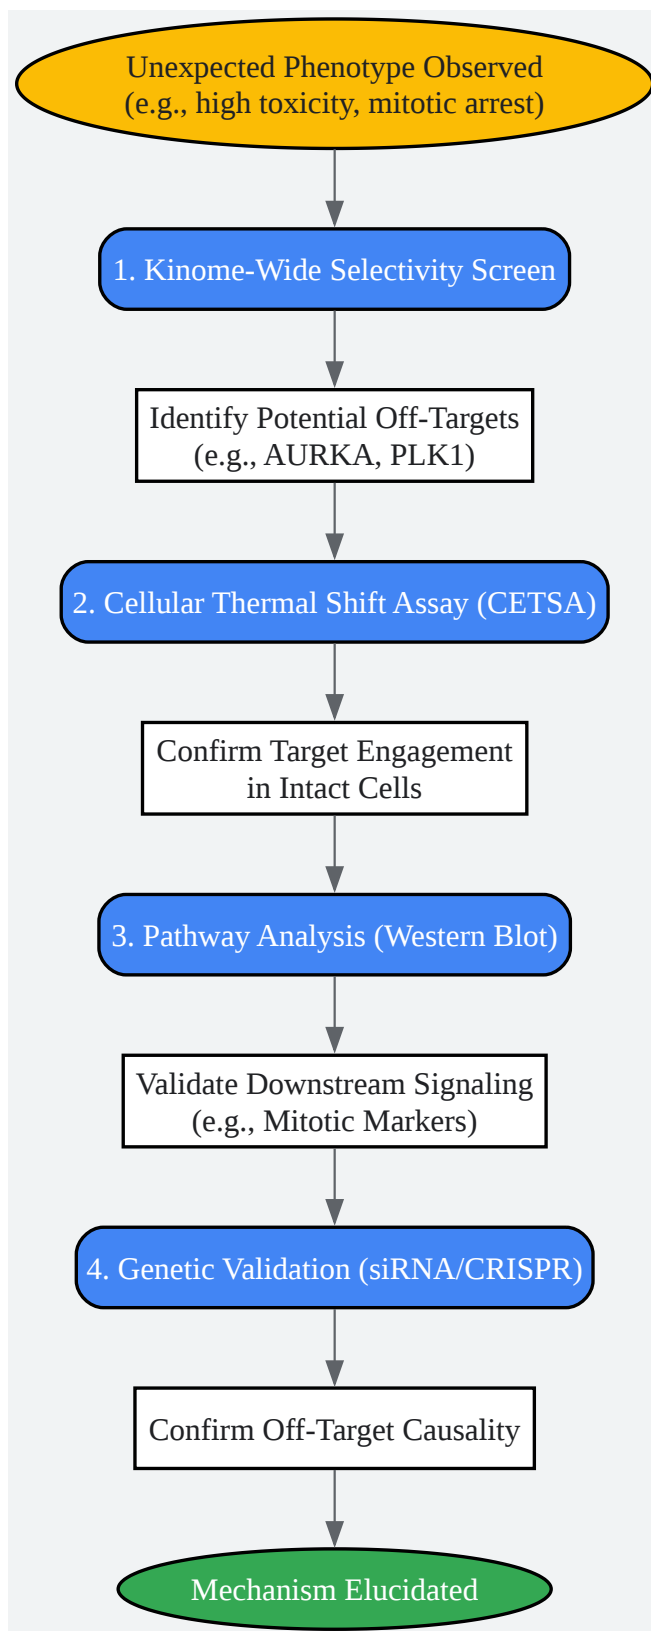 Unexpected Phenotype Observed
(e.g., high toxicity, mitotic arrest)
1. Kinome-Wide Selectivity Screen
Identify Potential Off-Targets
(e.g., AURKA, PLK1)
2. Cellular Thermal Shift Assay (CETSA)
Confirm Target Engagement
in Intact Cells
3. Pathway Analysis (Western Blot)
Validate Downstream Signaling
(e.g., Mitotic Markers)
4. Genetic Validation (siRNA/CRISPR)
Confirm Off-Target Causality
Mechanism Elucidated